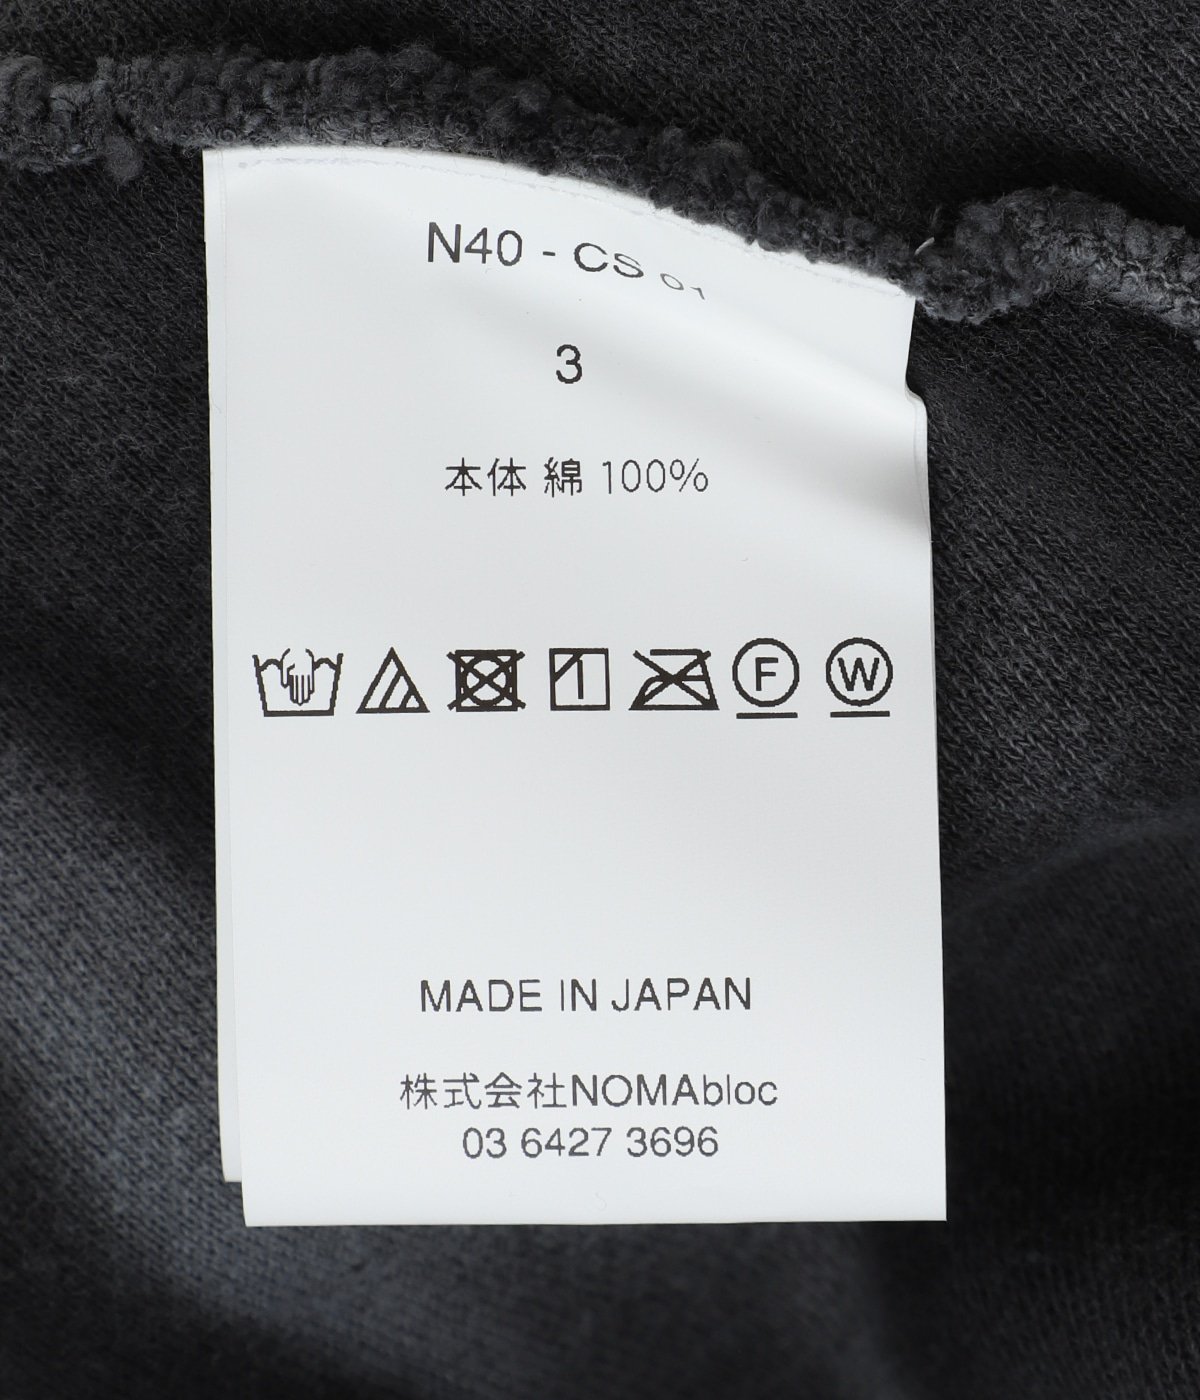 N40 - CS 01
3
本体 綿 100%
1 F W
MADE IN JAPAN
株式会社NOMAbloc
03 6427 3696